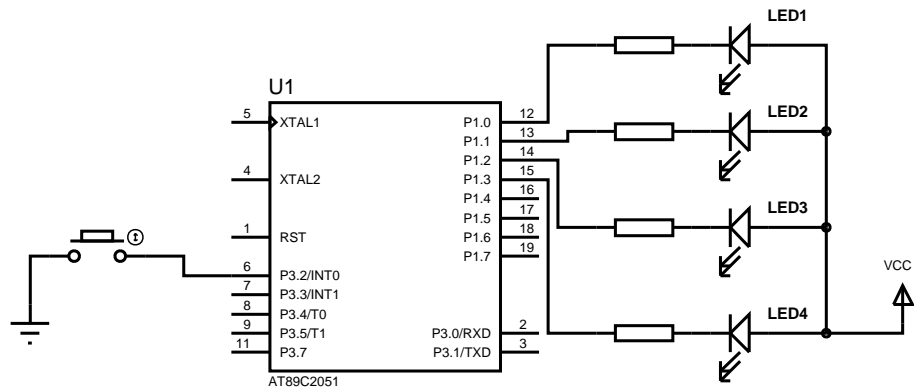 LED1
U1
5 XTAL1 P1.0 12
LED2
P1.1 13
P1.2 14
4 XTAL2 P1.3 15
P1.4 16
LED3
P1.5 17
1 RST P1.6 18
P1.7 19
6 P3.2/INT0
VCC
7 P3.3/INT1
8 P3.4/T0
LED4
9 P3.5/T1 P3.0/RXD 2
11 P3.7 P3.1/TXD 3
AT89C2051